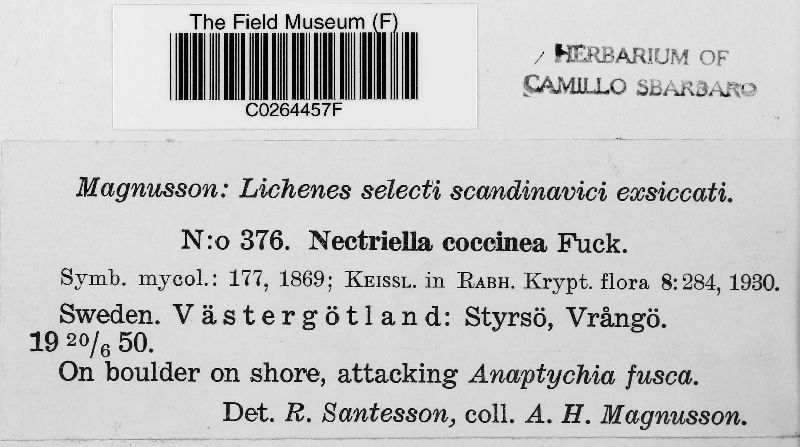 The Field Museum (F)
C0264457F
HERBARIUM OF
CAMILLO SBARBARO
Magnusson: Lichenes selecti scandinavici exsiccati.
N:o 376. Nectriella coccinea Fuck.
Symb. mycol.: 177, 1869; KEISSL. in RABH. Krypt. flora 8: 284, 1930.
Sweden. Västergötland: Styrsö, Vrångö.
19 20/6 50.
On boulder on shore, attacking Anaptychia fusca.
Det. R. Santesson, coll. A. H. Magnusson.